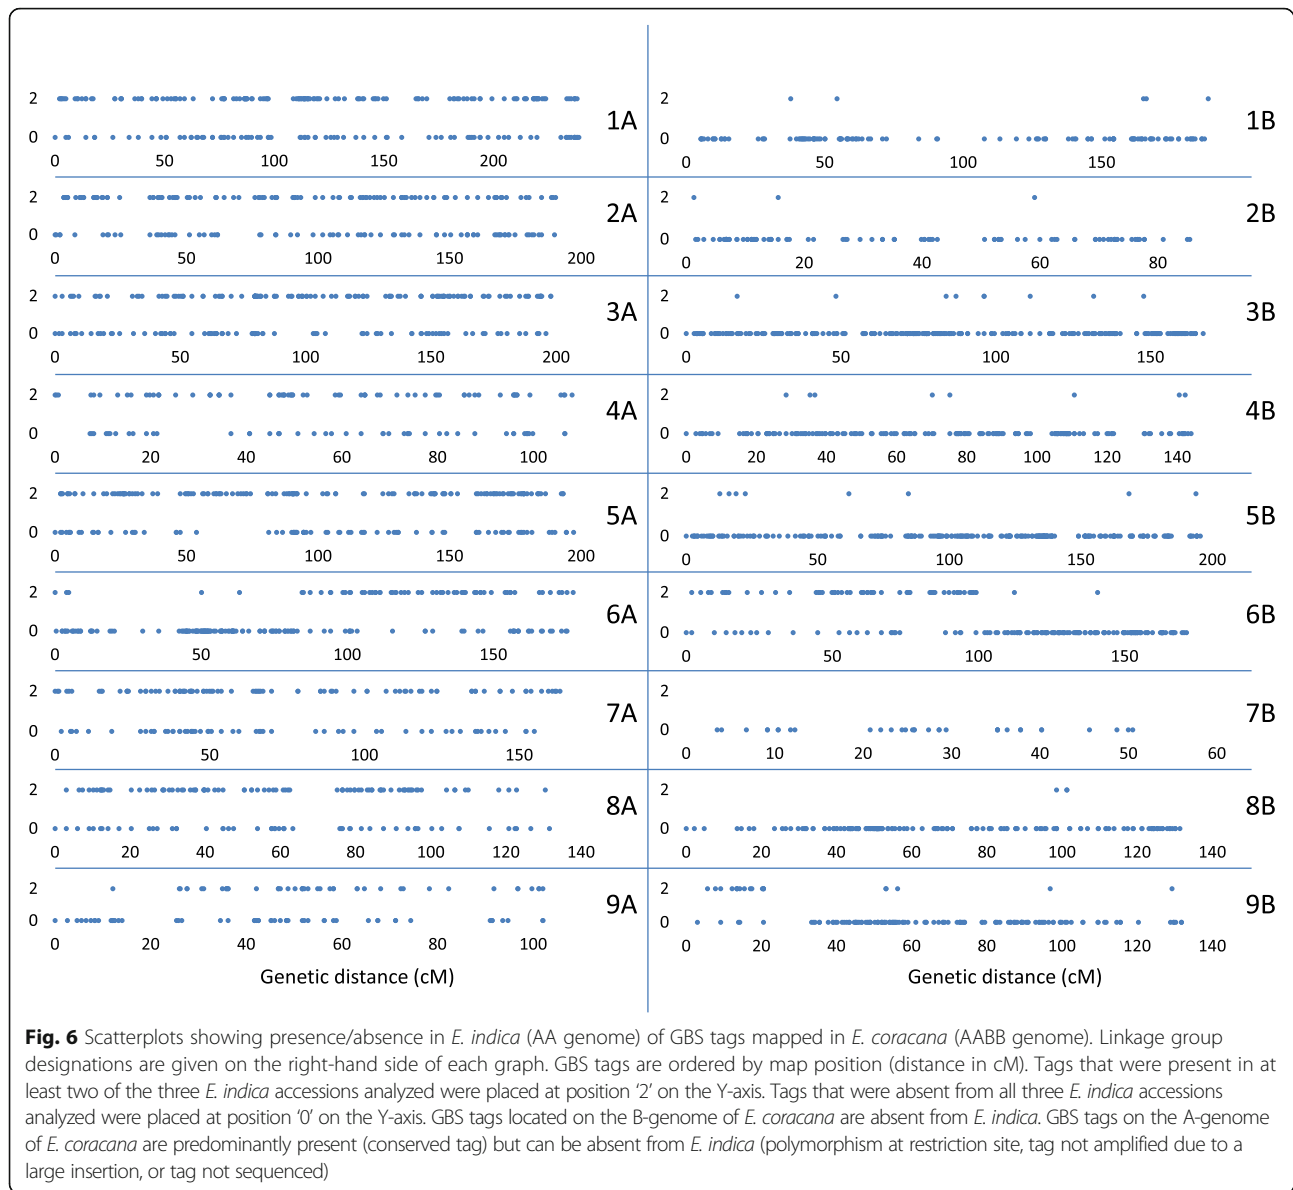 2
0
0 50 100 150 200
1A
2
0
0 50 100 150
1B
2
0
0 50 100 150 200
2A
2
0
0 20 40 60 80
2B
2
0
0 50 100 150 200
3A
2
0
0 50 100 150
3B
2
0
0 20 40 60 80 100
4A
2
0
0 20 40 60 80 100 120 140
4B
2
0
0 50 100 150 200
5A
2
0
0 50 100 150 200
5B
2
0
0 50 100 150
6A
2
0
0 50 100 150
6B
2
0
0 50 100 150
7A
2
0
0 10 20 30 40 50 60
7B
2
0
0 20 40 60 80 100 120 140
8A
2
0
0 20 40 60 80 100 120 140
8B
2
0
0 20 40 60 80 100
9A
2
0
0 20 40 60 80 100 120 140
9B
Genetic distance (cM)
Genetic distance (cM)
Fig. 6 Scatterplots showing presence/absence in E. indica (AA genome) of GBS tags mapped in E. coracana (AABB genome). Linkage group
designations are given on the right-hand side of each graph. GBS tags are ordered by map position (distance in cM). Tags that were present in at
least two of the three E. indica accessions analyzed were placed at position '2' on the Y-axis. Tags that were absent from all three E. indica accessions
analyzed were placed at position '0' on the Y-axis. GBS tags located on the B-genome of E. coracana are absent from E. indica. GBS tags on the A-genome
of E. coracana are predominantly present (conserved tag) but can be absent from E. indica (polymorphism at restriction site, tag not amplified due to a
large insertion, or tag not sequenced)